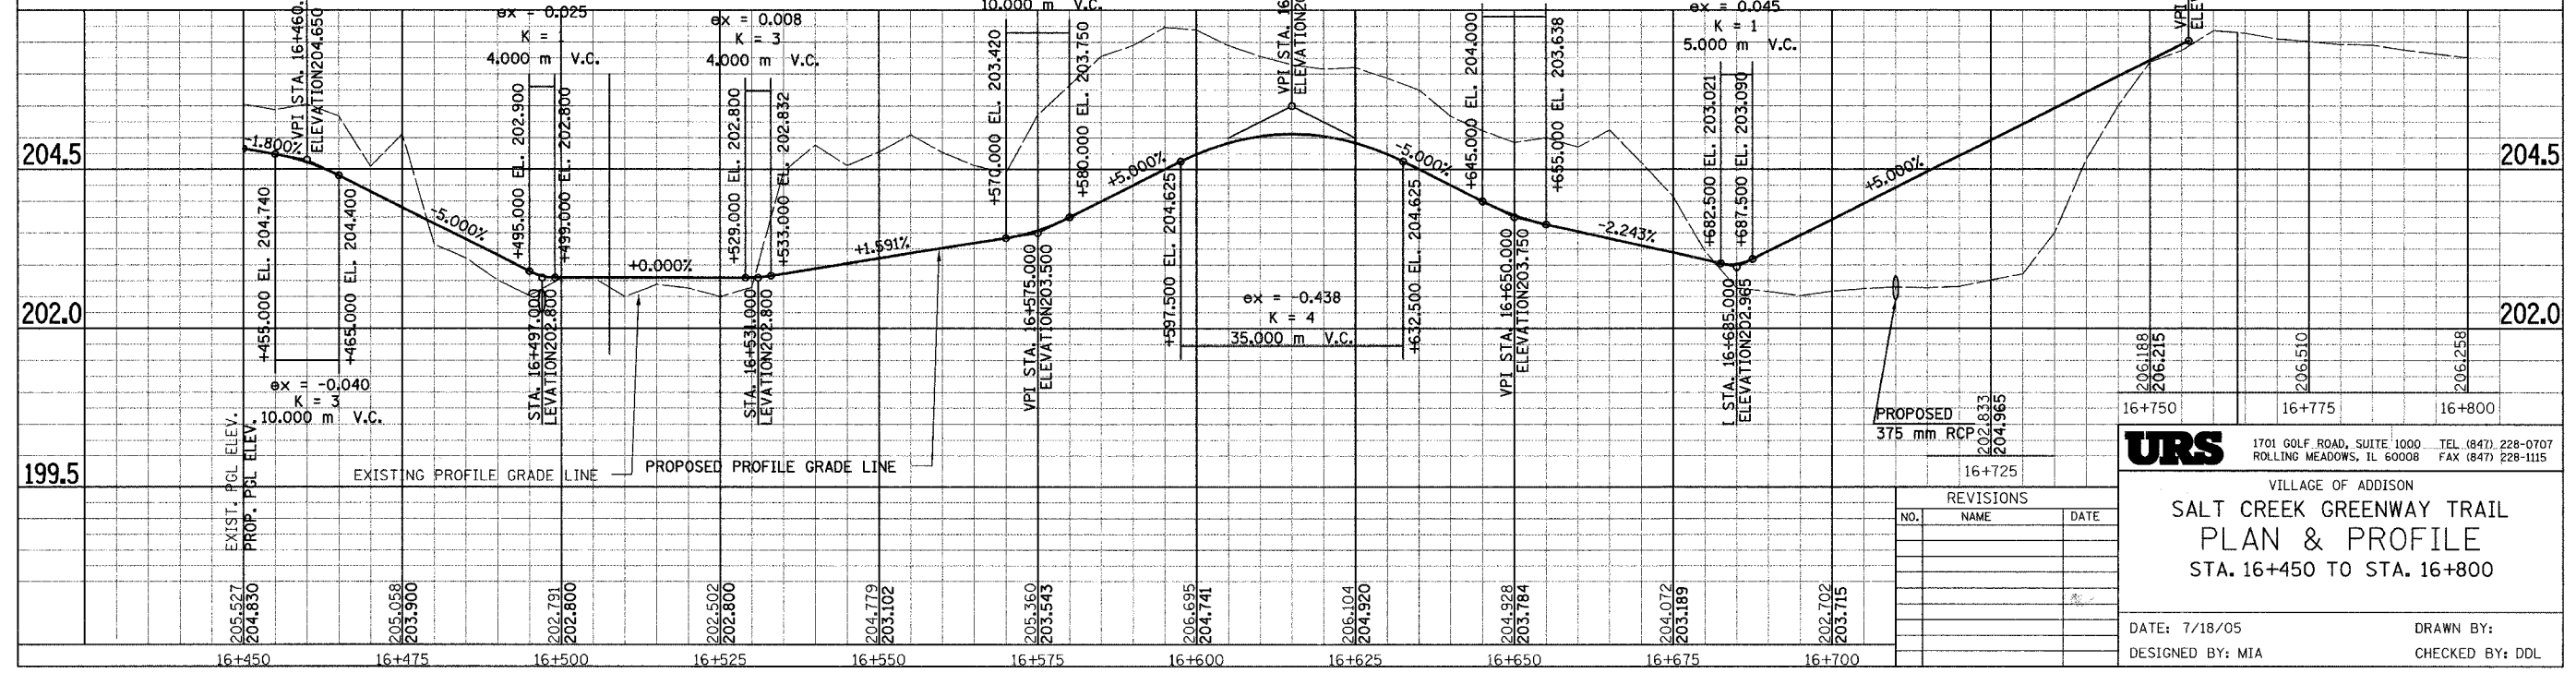 ex = 0.025
K =
4.000 m V.C.
ex = 0.008
K = 3
4.000 m V.C.
10.000 m V.C.
ex = 0.045
K = 1
5.000 m V.C.
VPI STA. 16+460.
ELEVATION204.650
+495.000 EL. 202.900
+499.000 EL. 202.800
+529.000 EL. 202.800
+533.000 EL. 202.832
+570.000 EL. 203.420
+580.000 EL. 203.750
VPI STA. 16
ELEVATION20
+645.000 EL. 204.000
+655.000 EL. 203.638
+682.500 EL. 203.021
+687.500 EL. 203.090
VPI
ELEV
204.5
204.5
-1.800%
-5.000%
+0.000%
+1.591%
+5.000%
-5.000%
-2.243%
+5.000%
202.0
202.0
+455.000 EL. 204.740
+465.000 EL. 204.400
ex = -0.040
K = 3
10.000 m V.C.
STA. 16+497.000
LEVATION202.800
STA. 16+531.000
LEVATION202.800
VPI STA. 16+575.000
ELEVATION203.500
+597.500 EL. 204.625
+632.500 EL. 204.625
ex = -0.438
K = 4
35.000 m V.C.
VPI STA. 16+650.000
ELEVATION203.750
I STA. 16+685.000
ELEVATION202.965
PROPOSED
375 mm RCP
199.5
EXISTING PROFILE GRADE LINE
PROPOSED PROFILE GRADE LINE
EXIST. PGL ELEV.
PROP. PGL ELEV.
205.527
204.830
205.058
203.900
202.791
202.800
202.502
202.800
204.779
203.102
205.360
203.543
206.695
204.741
206.104
204.920
204.928
203.784
204.072
203.189
202.702
203.715
202.833
204.965
206.188
206.215
206.510
206.258
16+450
16+475
16+500
16+525
16+550
16+575
16+600
16+625
16+650
16+675
16+700
16+725
16+750
16+775
16+800
REVISIONS
NO. NAME DATE
URS
1701 GOLF ROAD, SUITE 1000 TEL (847) 228-0707
ROLLING MEADOWS, IL 60008 FAX (847) 228-1115
VILLAGE OF ADDISON
SALT CREEK GREENWAY TRAIL
PLAN & PROFILE
STA. 16+450 TO STA. 16+800
DATE: 7/18/05 DRAWN BY:
DESIGNED BY: MIA CHECKED BY: DDL